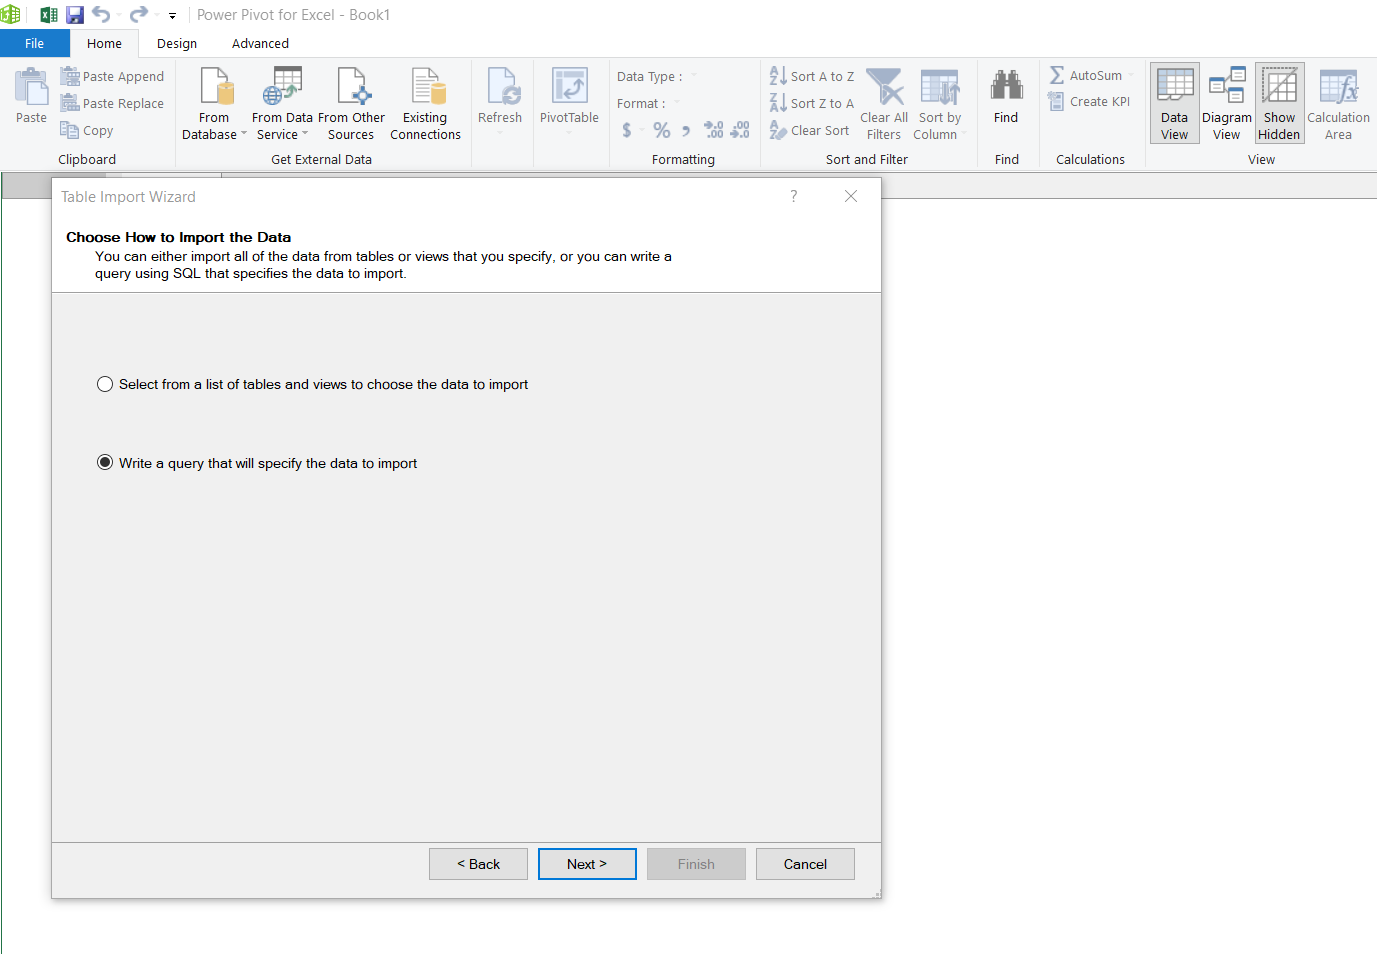 Power Pivot for Excel - Book1
File Home Design Advanced
Paste
Paste Append
Paste Replace
Copy
Clipboard
From
Database
From Data
Service
From Other
Sources
Existing
Connections
Get External Data
Refresh
PivotTable
Data Type :
Format :
$ % , .0 .00 .00 .0
Formatting
Sort A to Z
Sort Z to A
Clear Sort
Clear All
Filters
Sort by
Column
Sort and Filter
Find
Find
AutoSum
Create KPI
Calculations
Data
View
Diagram
View
Show
Hidden
Calculation
Area
View
Table Import Wizard ?
Choose How to Import the Data
You can either import all of the data from tables or views that you specify, or you can write a
query using SQL that specifies the data to import.
Select from a list of tables and views to choose the data to import
Write a query that will specify the data to import
< Back Next > Finish Cancel